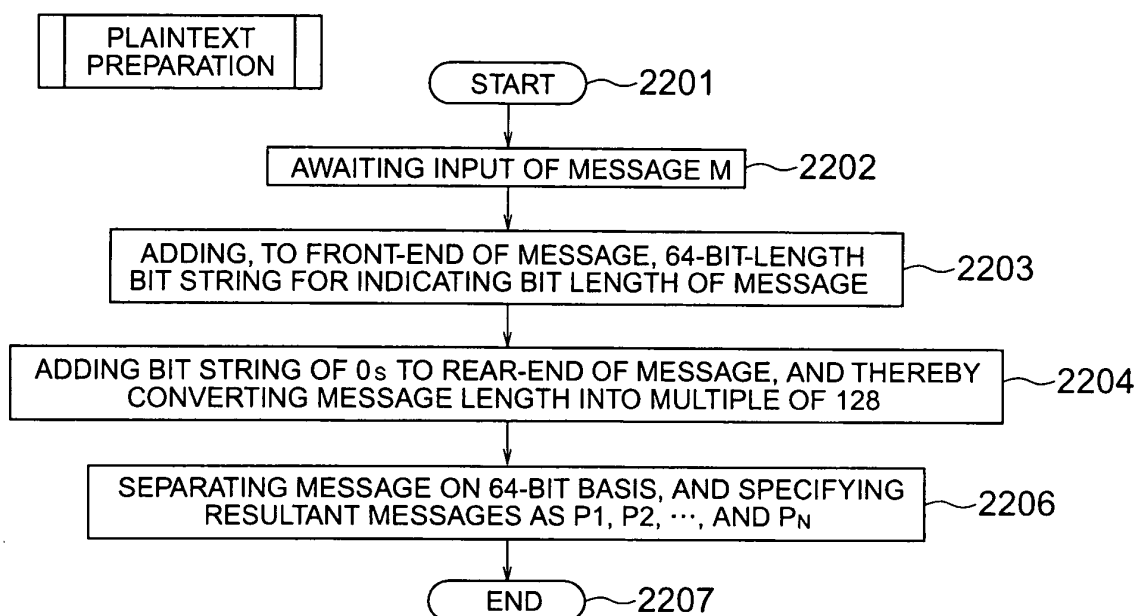 PLAINTEXT
PREPARATION
START
2201
AWAITING INPUT OF MESSAGE M
2202
ADDING, TO FRONT-END OF MESSAGE, 64-BIT-LENGTH
BIT STRING FOR INDICATING BIT LENGTH OF MESSAGE
2203
ADDING BIT STRING OF 0s TO REAR-END OF MESSAGE, AND THEREBY
CONVERTING MESSAGE LENGTH INTO MULTIPLE OF 128
2204
SEPARATING MESSAGE ON 64-BIT BASIS, AND SPECIFYING
RESULTANT MESSAGES AS P1, P2, ···, AND PN
2206
END
2207